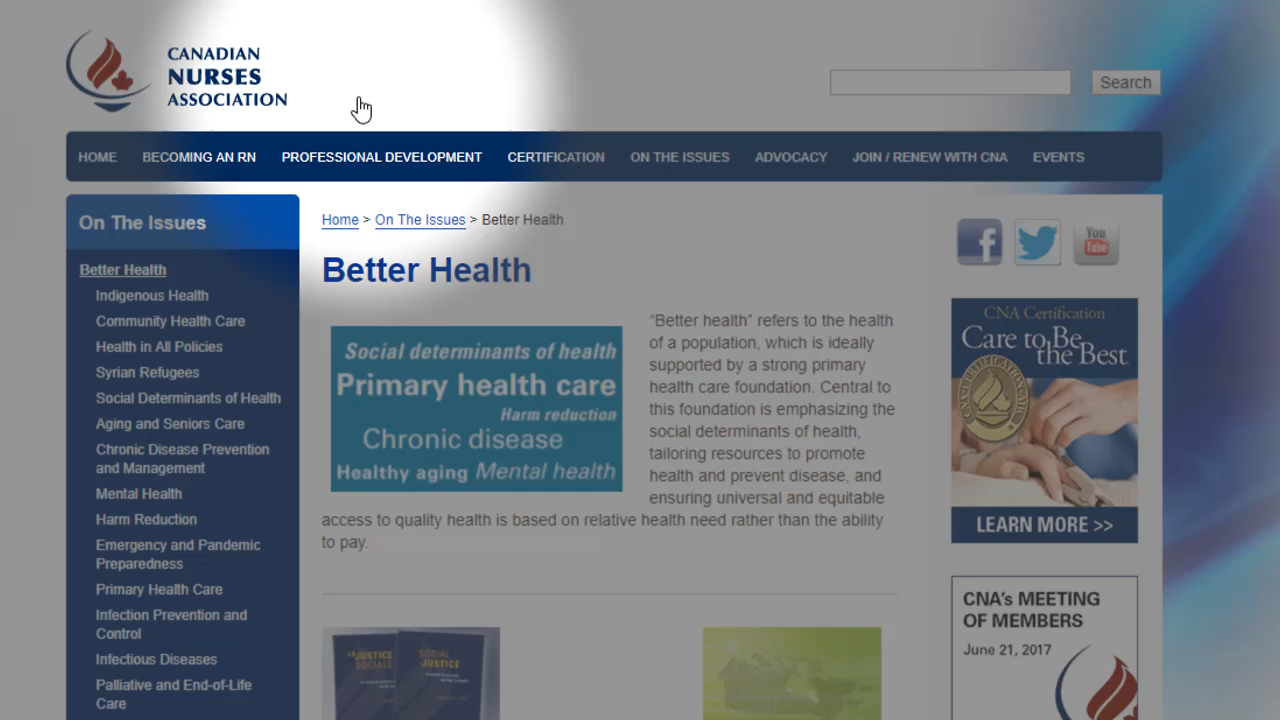 CANADIAN
NURSES
ASSOCIATION
Search
HOME BECOMING AN RN PROFESSIONAL DEVELOPMENT CERTIFICATION ON THE ISSUES ADVOCACY JOIN / RENEW WITH CNA EVENTS
On The Issues
Better Health
Indigenous Health
Community Health Care
Health in All Policies
Syrian Refugees
Social Determinants of Health
Aging and Seniors Care
Chronic Disease Prevention
and Management
Mental Health
Harm Reduction
Emergency and Pandemic
Preparedness
Primary Health Care
Infection Prevention and
Control
Infectious Diseases
Palliative and End-of-Life
Care
Home > On The Issues > Better Health
Better Health
Social determinants of health
Primary health care
Harm reduction
Chronic disease
Healthy aging Mental health
“Better health” refers to the health
of a population, which is ideally
supported by a strong primary
health care foundation. Central to
this foundation is emphasizing the
social determinants of health,
tailoring resources to promote
health and prevent disease, and
ensuring universal and equitable
access to quality health is based on relative health need rather than the ability
to pay.
LA JUSTICE
SOCIALE
SOCIAL
JUSTICE
You
Tube
CNA Certification
Care to Be
the Best.
LEARN MORE >>
CNA's MEETING
OF MEMBERS
June 21, 2017